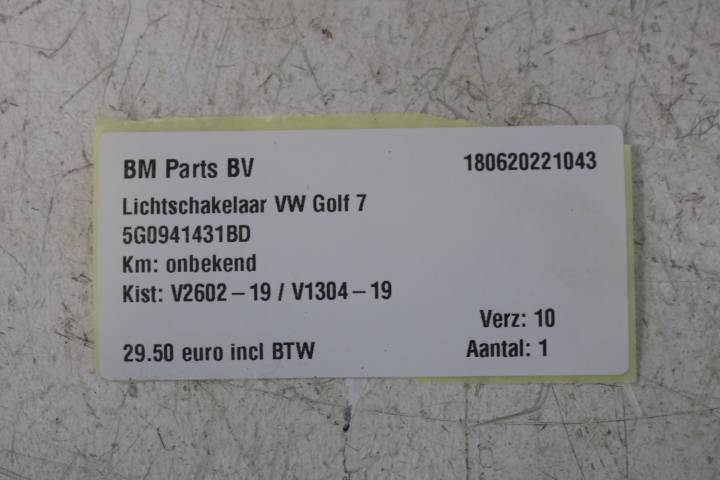 BM Parts BV 180620221043
Lichtschakelaar VW Golf 7
5G0941431BD
Km: onbekend
Kist: V2602-19 / V1304-19
Verz: 10
29.50 euro incl BTW Aantal: 1